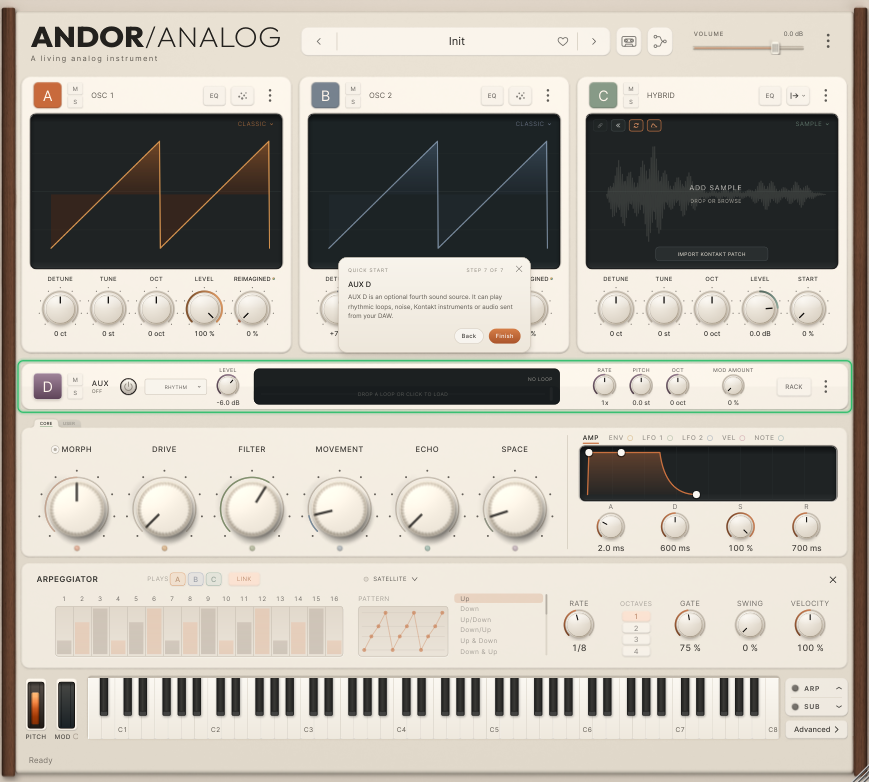 ANDOR/ANALOG
A living analog instrument
Init
VOLUME 0.0 dB
A M S OSC 1 EQ
CLASSIC
DETUNE TUNE OCT LEVEL REIMAGINED
0 ct 0 st 0 oct 100 % 0 %
B M S OSC 2 EQ
CLASSIC
C M S HYBRID EQ
SAMPLE
ADD SAMPLE
DROP OR BROWSE
IMPORT KONTAKT PATCH
DETUNE TUNE OCT LEVEL START
0 ct 0 st 0 oct 0.0 dB 0 %
QUICK START STEP 7 OF 7
AUX D
AUX D is an optional fourth sound source. It can play
rhythmic loops, noise, Kontakt instruments or audio sent
from your DAW.
Back Finish
D M S AUX
OFF
RHYTHM
LEVEL
-6.0 dB
NO LOOP
DROP A LOOP OR CLICK TO LOAD
RATE PITCH OCT MOD AMOUNT
1x 0.0 st 0 oct 0 %
RACK
CORE USER
MORPH DRIVE FILTER MOVEMENT ECHO SPACE
AMP ENV LFO 1 LFO 2 VEL NOTE
A D S R
2.0 ms 600 ms 100 % 700 ms
ARPEGGIATOR PLAYS A B C LINK
SATELLITE
1 2 3 4 5 6 7 8 9 10 11 12 13 14 15 16
PATTERN
Up
Down
Up/Down
Down/Up
Up & Down
Down & Up
RATE OCTAVES GATE SWING VELOCITY
1
2
3
4
1/8 75 % 0 % 100 %
PITCH MOD C
C1 C2 C3 C4 C5 C6 C7 C8
ARP
SUB
Advanced
Ready